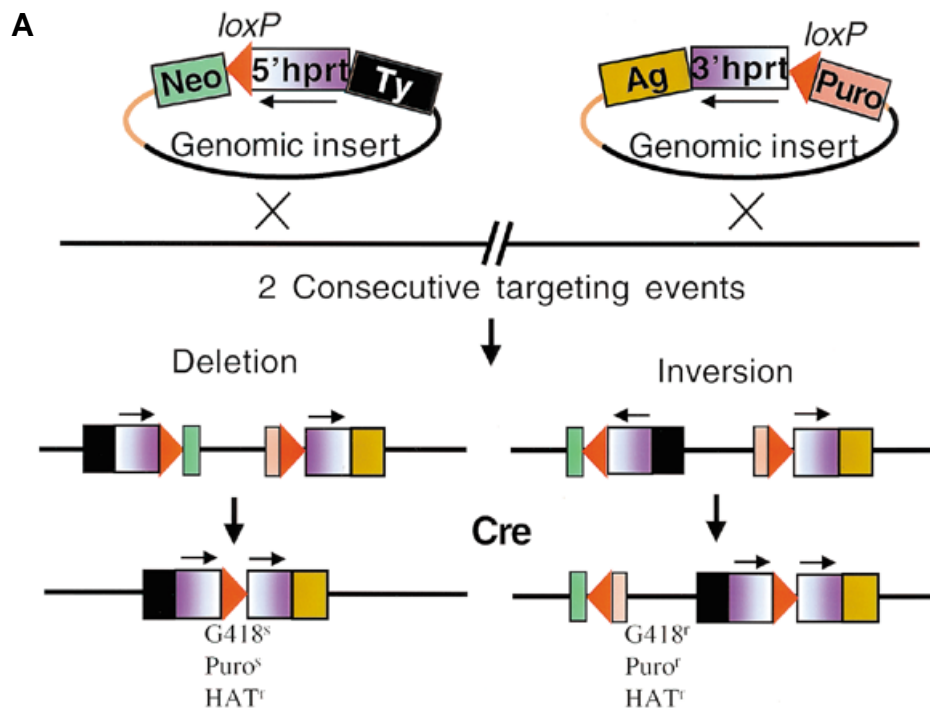 A
loxP
loxP
Neo
5'hprt
Ty
Ag
3'hprt
Puro
Genomic insert
Genomic insert
2 Consecutive targeting events
Deletion
Inversion
Cre
G418ˢ
Puroˢ
HATʳ
G418ʳ
Puroʳ
HATʳ